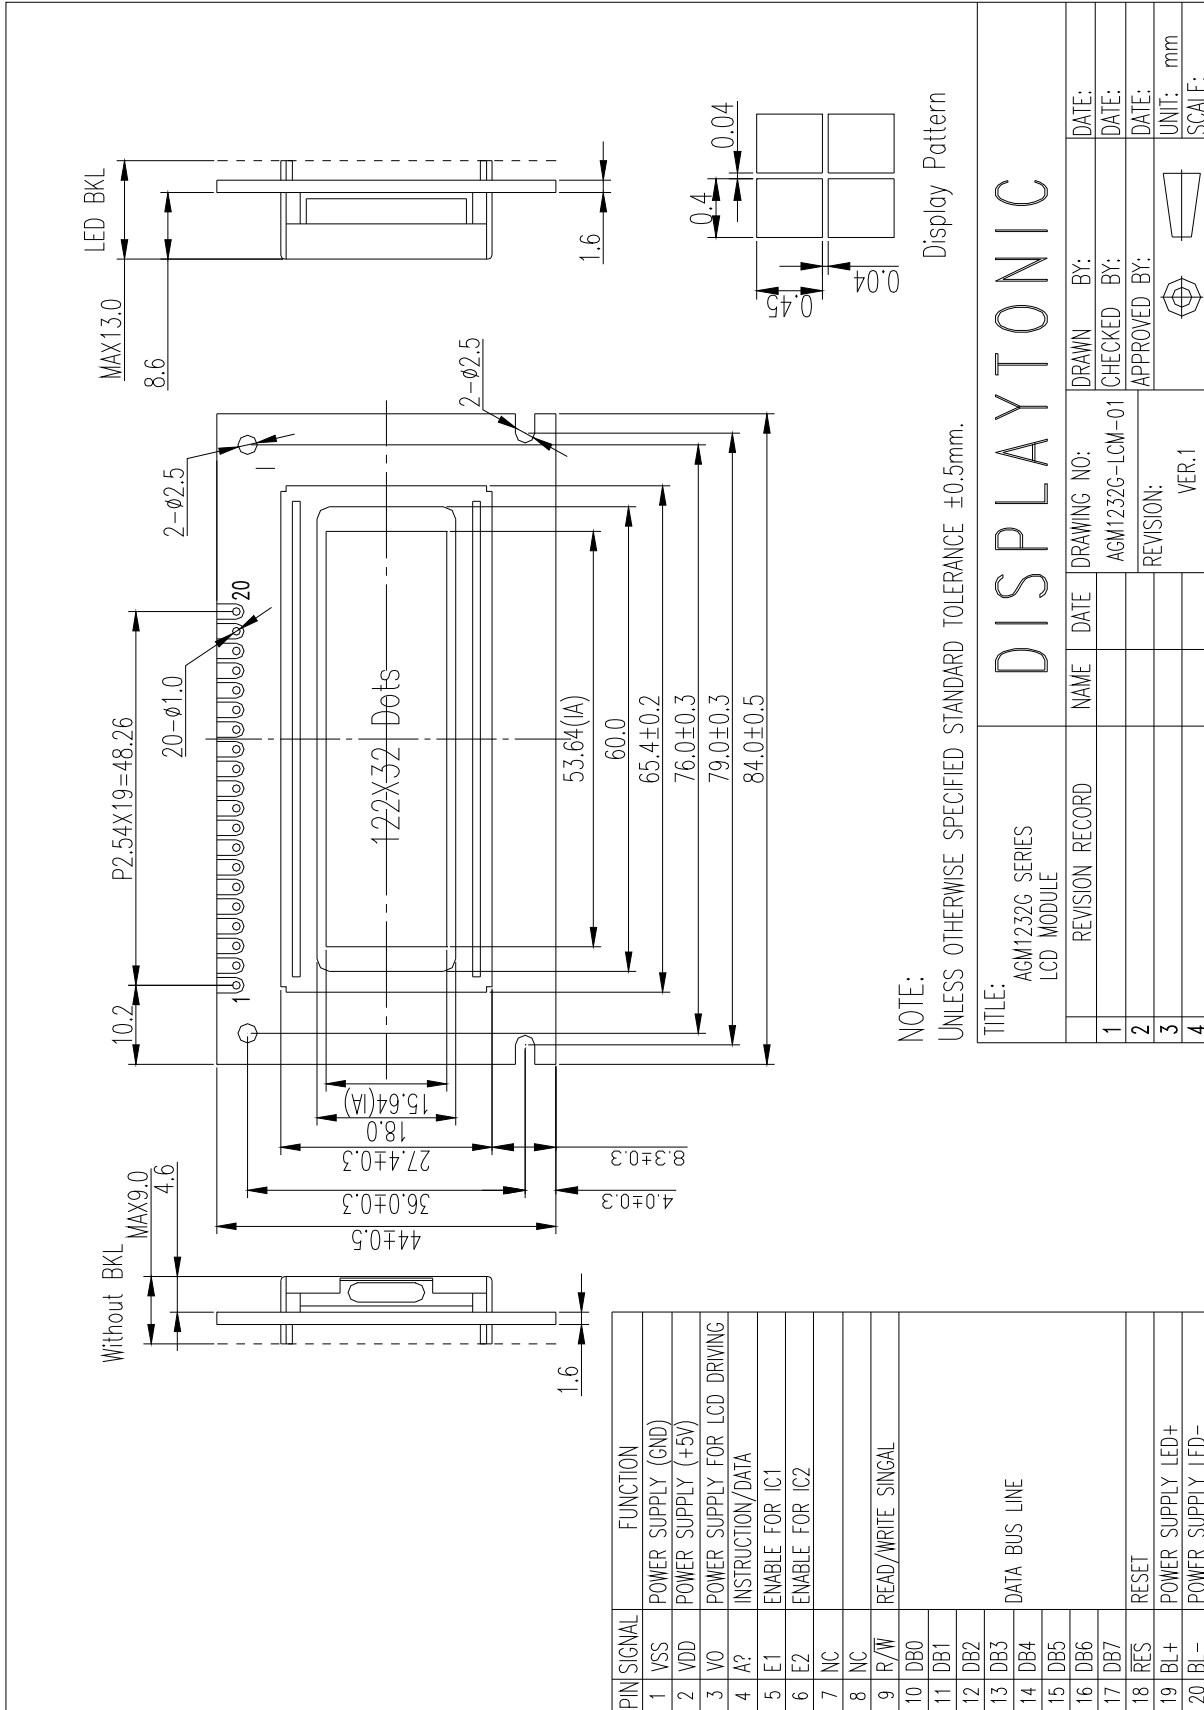 Without BKL
MAX9.0
4.6
1.6
LED BKL
MAX13.0
8.6
1.6
10.2
P2.54X19=48.26
20-ø1.0
2-ø2.5
2-ø2.5
1
20
122X32 Dots
53.64(IA)
60.0
65.4±0.2
76.0±0.3
79.0±0.3
84.0±0.5
15.64(IA)
18.0
27.4±0.3
36.0±0.3
44±0.5
8.3±0.3
4.0±0.3
0.4
0.04
0.45
0.04
Display Pattern
PIN SIGNAL FUNCTION
1 VSS POWER SUPPLY (GND)
2 VDD POWER SUPPLY (+5V)
3 VO POWER SUPPLY FOR LCD DRIVING
4 A? INSTRUCTION/DATA
5 E1 ENABLE FOR IC1
6 E2 ENABLE FOR IC2
7 NC
8 NC
9 R/W READ/WRITE SINGAL
10 DB0
11 DB1
12 DB2
13 DB3
14 DB4 DATA BUS LINE
15 DB5
16 DB6
17 DB7
18 RES RESET
19 BL+ POWER SUPPLY LED+
20 BL- POWER SUPPLY LED-
NOTE:
UNLESS OTHERWISE SPECIFIED STANDARD TOLERANCE ±0.5mm.
TITLE:
AGM1232G SERIES
LCD MODULE
DISPLAYTONIC
REVISION RECORD NAME DATE
1
2
3
4
DRAWING NO:
AGM1232G-LCM-01
REVISION:
VER.1
DRAWN BY: DATE:
CHECKED BY: DATE:
APPROVED BY: DATE:
UNIT: mm
SCALE: